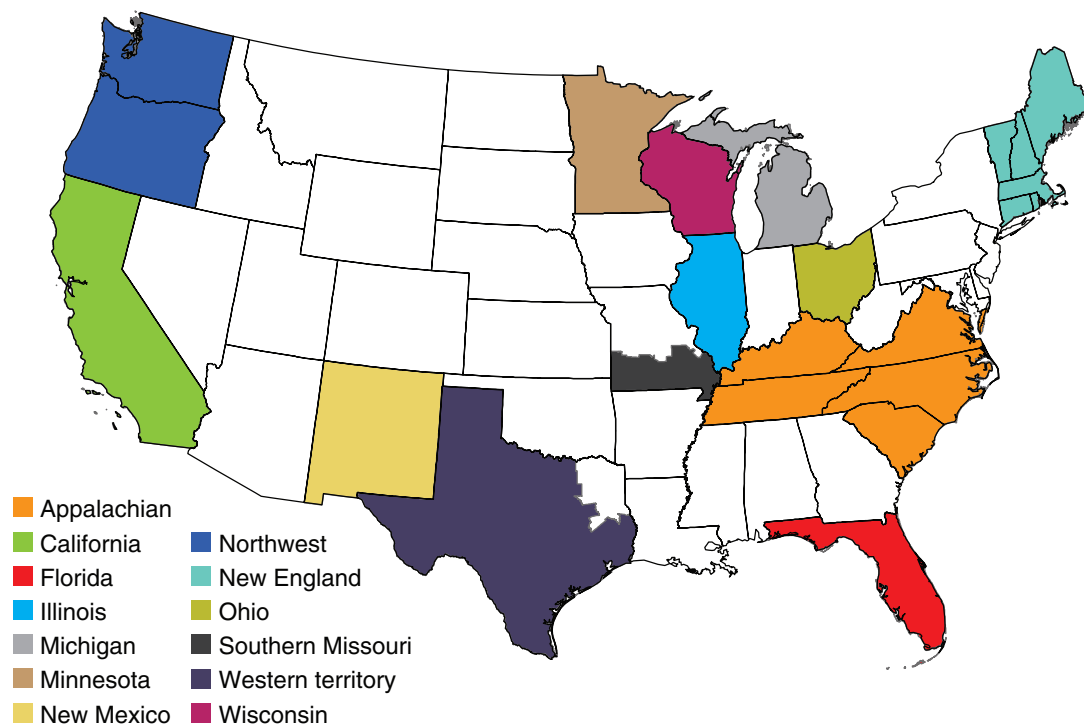 Appalachian
California
Florida
Illinois
Michigan
Minnesota
New Mexico
Northwest
New England
Ohio
Southern Missouri
Western territory
Wisconsin